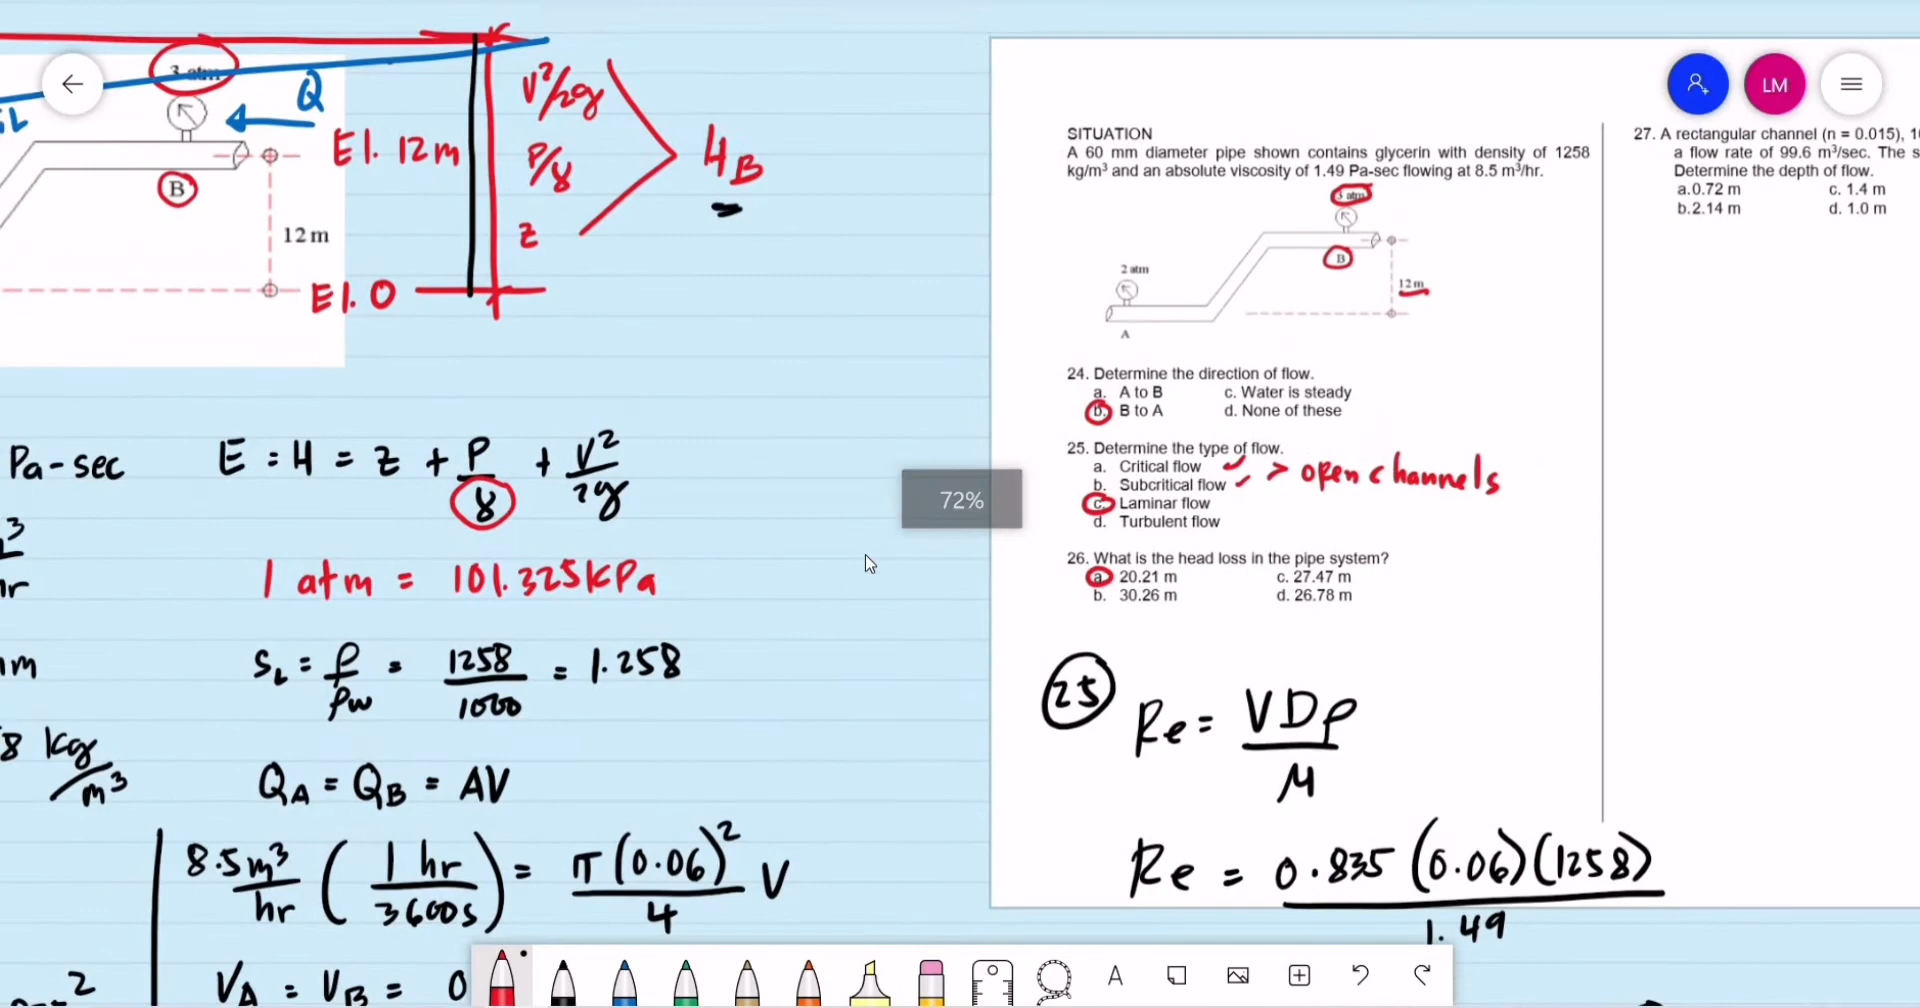 3 atm
Q
El. 12m
B
12 m
El. 0
V²/2g
P/γ
z
H_B
Pa-sec
E = H = z + P/γ + V²/2g
1 atm = 101.325 kPa
S_L = ρ/ρw = 1258/1000 = 1.258
8 kg/m³
Q_A = Q_B = AV
8.5 m³/hr (1 hr/3600s) = π(0.06)²/4 V
V_A = V_B = 0
72%
LM
SITUATION
A 60 mm diameter pipe shown contains glycerin with density of 1258
kg/m³ and an absolute viscosity of 1.49 Pa-sec flowing at 8.5 m³/hr.
3 atm
B
2 atm
12 m
A
24. Determine the direction of flow.
a. A to B c. Water is steady
b. B to A d. None of these
25. Determine the type of flow.
a. Critical flow
b. Subcritical flow
> open channels
c. Laminar flow
d. Turbulent flow
26. What is the head loss in the pipe system?
a. 20.21 m c. 27.47 m
b. 30.26 m d. 26.78 m
25
Re = VDρ/μ
Re = 0.835 (0.06)(1258)/1.49
27. A rectangular channel (n = 0.015), 1
a flow rate of 99.6 m³/sec. The s
Determine the depth of flow.
a.0.72 m c. 1.4 m
b.2.14 m d. 1.0 m
A